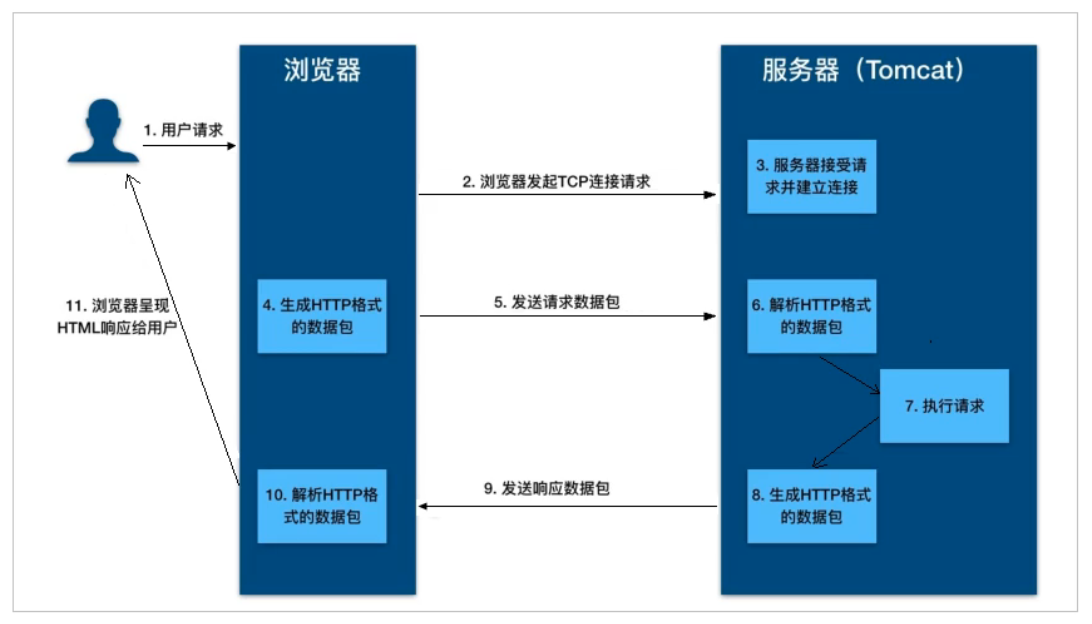 浏览器
服务器（Tomcat）
1. 用户请求
2. 浏览器发起TCP连接请求
3. 服务器接受请
求并建立连接
4. 生成HTTP格式
的数据包
5. 发送请求数据包
6. 解析HTTP格式
的数据包
7. 执行请求
8. 生成HTTP格式
的数据包
9. 发送响应数据包
10. 解析HTTP格
式的数据包
11. 浏览器呈现
HTML响应给用户